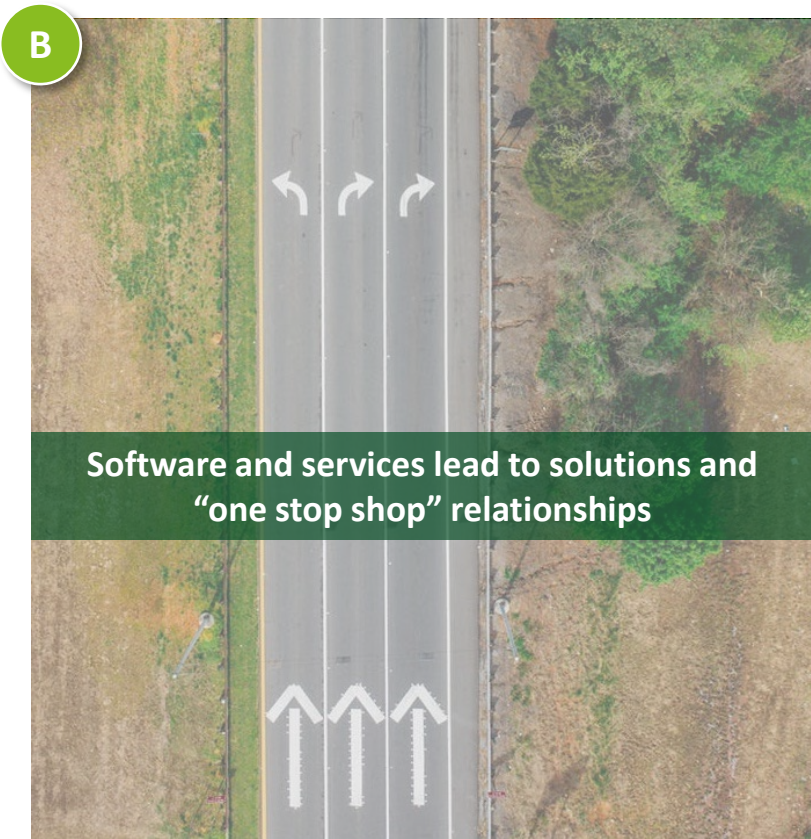 B
Software and services lead to solutions and
“one stop shop” relationships